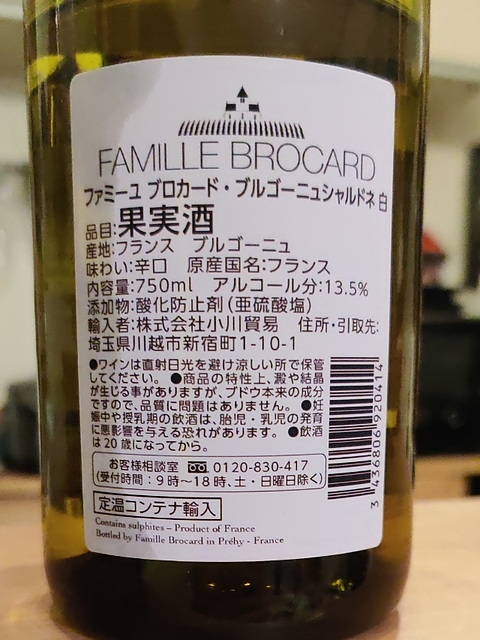 FAMILLE BROCARD
ファミーユ ブロカード・ブルゴーニュシャルドネ 白
品目:果実酒
産地:フランス ブルゴーニュ
味わい:辛口 原産国名:フランス
内容量:750ml アルコール分:13.5%
添加物:酸化防止剤(亜硫酸塩)
輸入者:株式会社小川貿易 住所・引取先:
埼玉県川越市新宿町1-10-1
●ワインは直射日光を避け涼しい所で保管
してください。●商品の特性上、澱や結晶
が生じる事がありますが、ブドウ本来の成分
ですので、品質に問題はありません。●妊
娠中や授乳期の飲酒は、胎児・乳児の発育
に悪影響を与える恐れがあります。●飲酒
は20歳になってから。
お客様相談室 0120-830-417
(受付時間:9時～18時、土・日曜日除く)
定温コンテナ輸入
Contains sulphites – Product of France
Bottled by Famille Brocard in Préhy - France
3 436806 920414